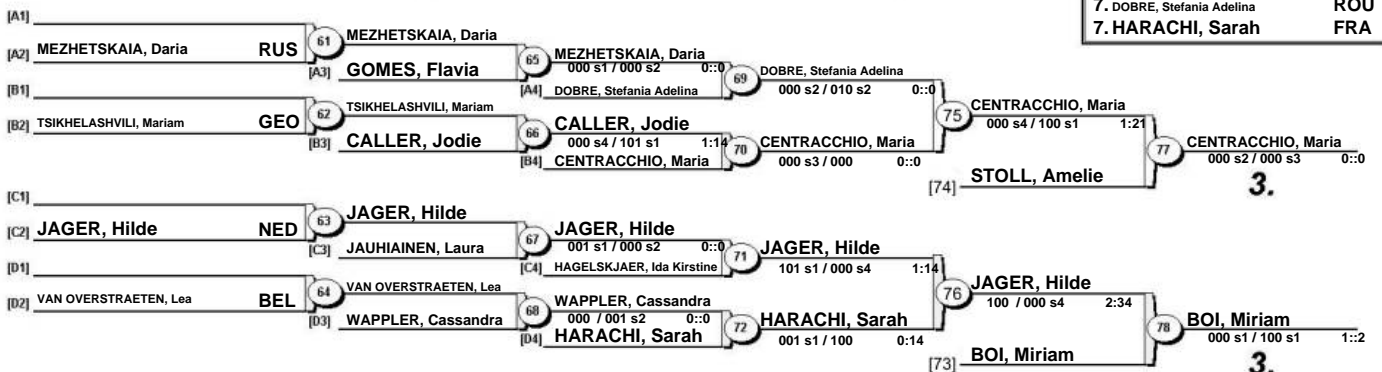 7. DOBRE, Stefania Adelina ROU
7. HARACHI, Sarah FRA
[A1]
[A2] MEZHETSKAIA, Daria RUS
61 MEZHETSKAIA, Daria
[A3] GOMES, Flavia
65 MEZHETSKAIA, Daria
000 s1 / 000 s2 0::0
[A4] DOBRE, Stefania Adelina
69 DOBRE, Stefania Adelina
000 s2 / 010 s2 0::0
[B1]
[B2] TSIKHELASHVILI, Mariam GEO
62 TSIKHELASHVILI, Mariam
[B3] CALLER, Jodie
66 CALLER, Jodie
000 s4 / 101 s1 1:14
[B4] CENTRACCHIO, Maria
70 CENTRACCHIO, Maria
000 s3 / 000 0::0
75 CENTRACCHIO, Maria
000 s4 / 100 s1 1:21
[74] STOLL, Amelie
77 CENTRACCHIO, Maria
000 s2 / 000 s3 0::0
3.
[C1]
[C2] JAGER, Hilde NED
63 JAGER, Hilde
[C3] JAUHIAINEN, Laura
67 JAGER, Hilde
001 s1 / 000 s2 0::0
[C4] HAGELSKJAER, Ida Kirstine
71 JAGER, Hilde
101 s1 / 000 s4 1:14
[D1]
[D2] VAN OVERSTRAETEN, Lea BEL
64 VAN OVERSTRAETEN, Lea
[D3] WAPPLER, Cassandra
68 WAPPLER, Cassandra
000 / 001 s2 0::0
[D4] HARACHI, Sarah
72 HARACHI, Sarah
001 s1 / 100 0:14
76 JAGER, Hilde
100 / 000 s4 2:34
[73] BOI, Miriam
78 BOI, Miriam
000 s1 / 100 s1 1::2
3.